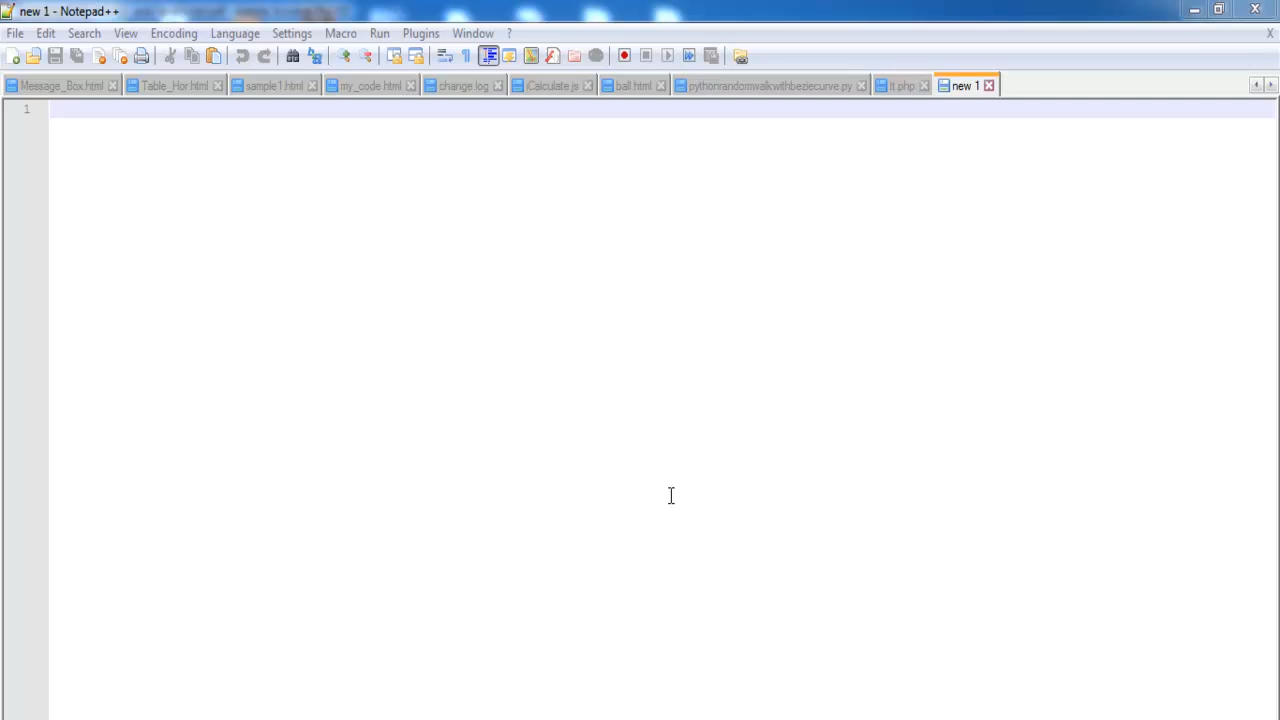 new 1 - Notepad++
File Edit Search View Encoding Language Settings Macro Run Plugins Window ? X
Message_Box.html Table_Hor.html sample1.html my_code.html change.log iCalculate.js ball.html pythonrandomwalkwithbeziecurve.py lt.php new 1
1